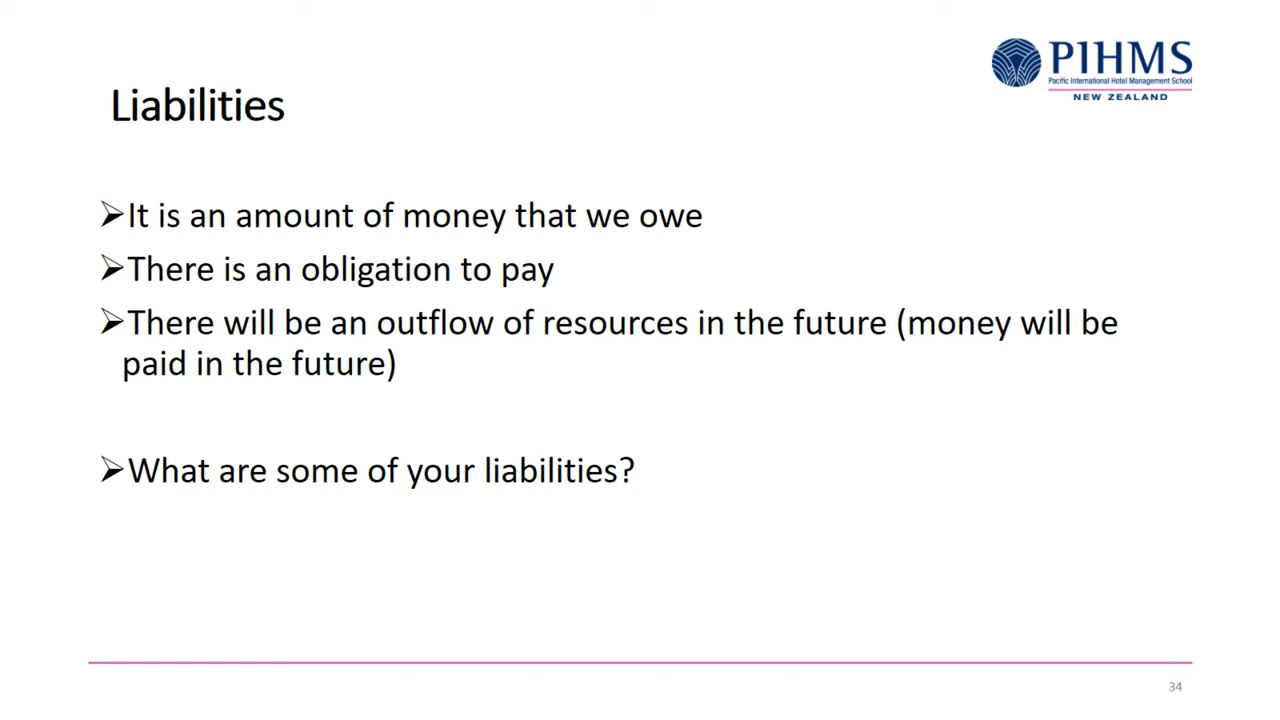 PIHMS
Pacific International Hotel Management School
NEW ZEALAND
Liabilities
➢It is an amount of money that we owe
➢There is an obligation to pay
➢There will be an outflow of resources in the future (money will be
paid in the future)
➢What are some of your liabilities?
34